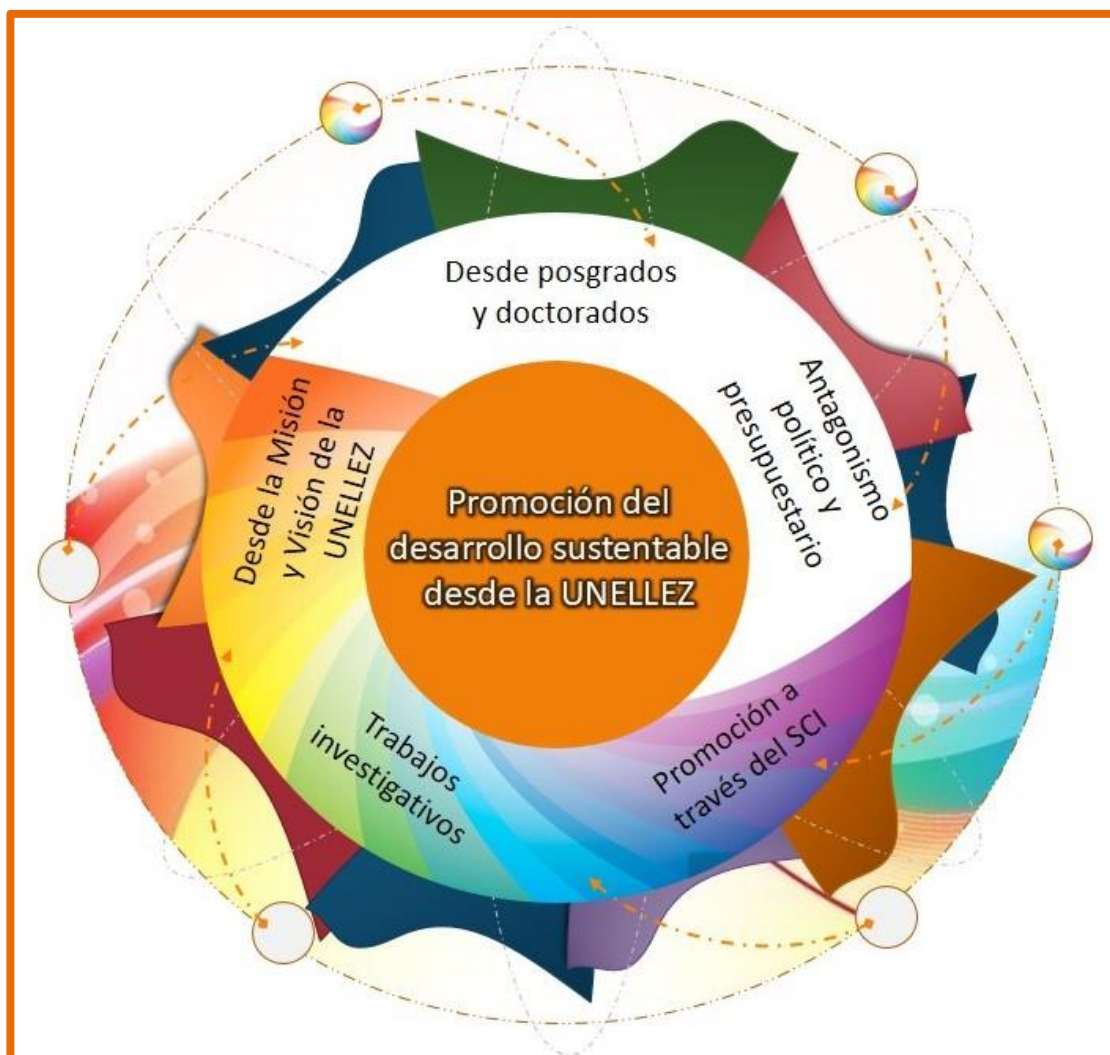 Desde posgrados
y doctorados
Antagonismo
político y
presupuestario
Promoción a
través del SCI
Trabajos
investigativos
Desde la Misión
y Visión de la
UNELLEZ
Promoción del
desarrollo sustentable
desde la UNELLEZ